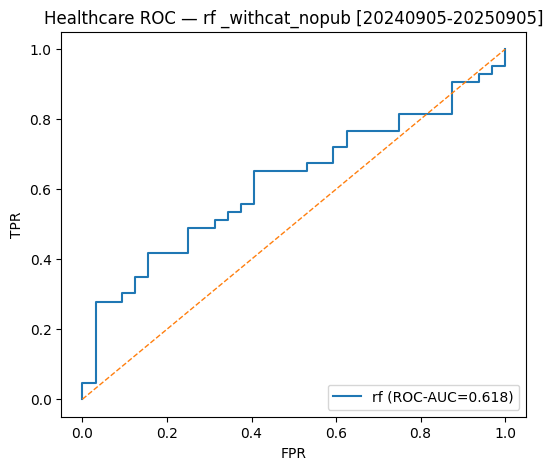 Healthcare ROC — rf _withcat_nopub [20240905-20250905]
TPR
1.0
0.8
0.6
0.4
0.2
0.0
rf (ROC-AUC=0.618)
0.0 0.2 0.4 0.6 0.8 1.0
FPR